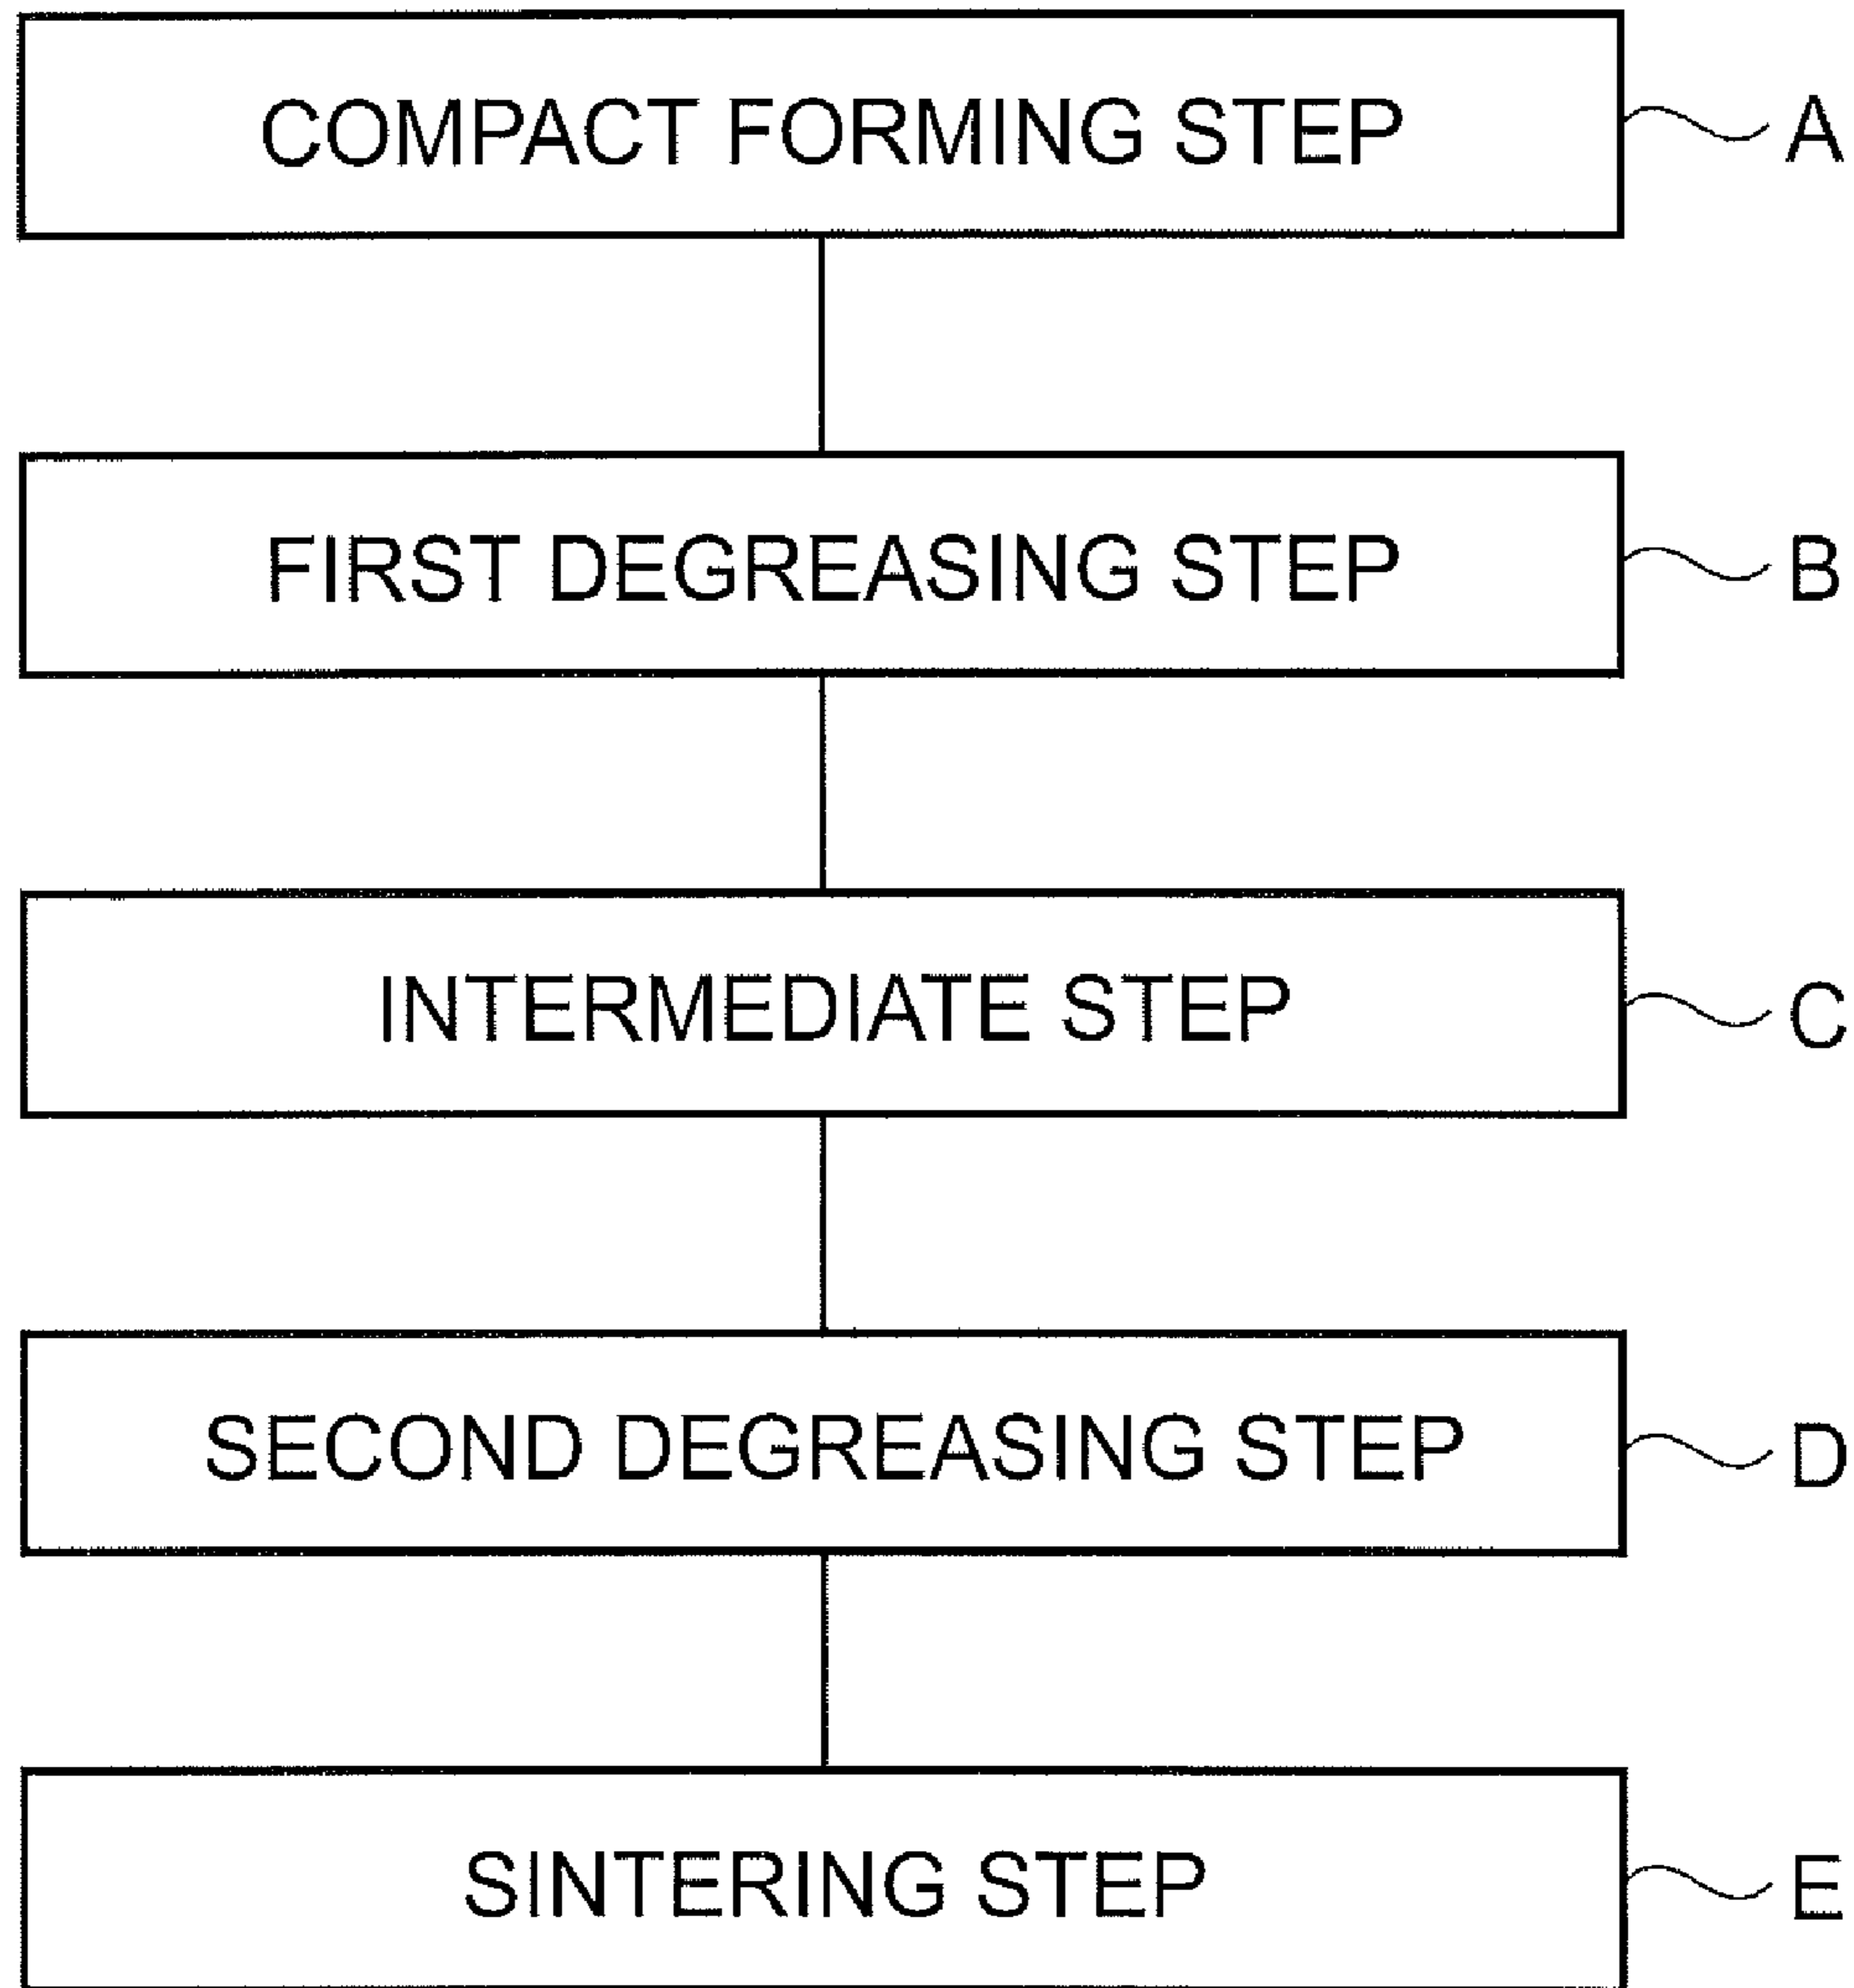 COMPACT FORMING STEP A
FIRST DEGREASING STEP B
INTERMEDIATE STEP C
SECOND DEGREASING STEP D
SINTERING STEP E